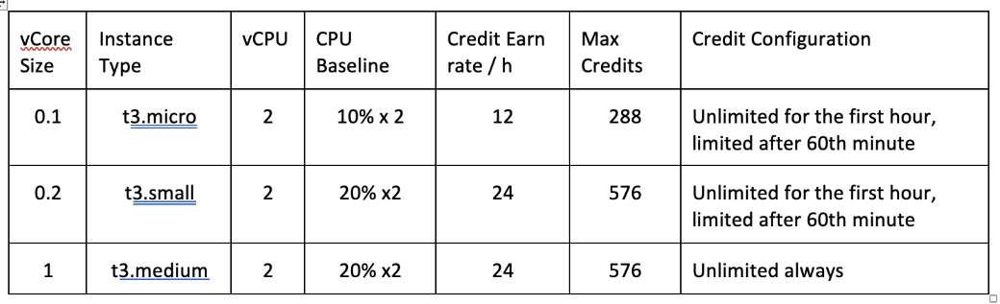 vCore Size Instance Type vCPU CPU Baseline Credit Earn rate / h Max Credits Credit Configuration
0.1 t3.micro 2 10% x 2 12 288 Unlimited for the first hour, limited after 60th minute
0.2 t3.small 2 20% x2 24 576 Unlimited for the first hour, limited after 60th minute
1 t3.medium 2 20% x2 24 576 Unlimited always